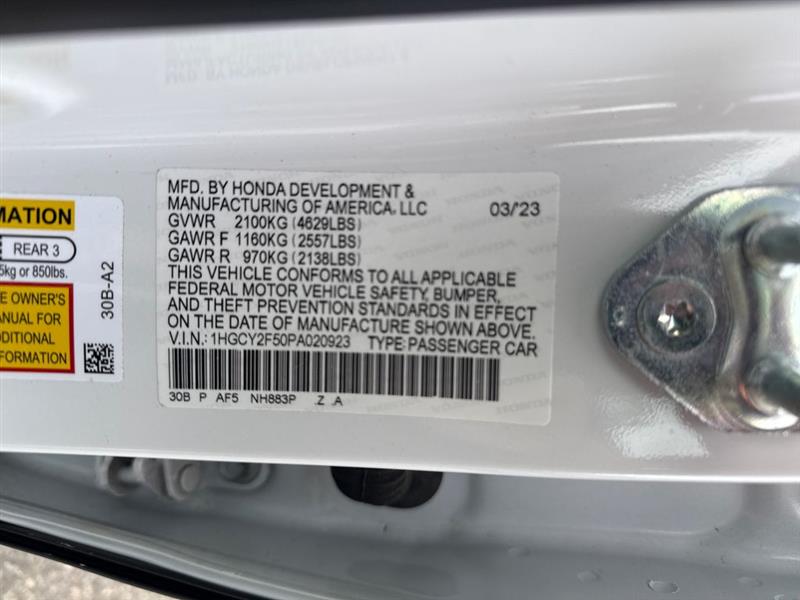 MFD. BY HONDA DEVELOPMENT &
MANUFACTURING OF AMERICA, LLC 03/23
GVWR 2100KG (4629LBS)
GAWR F 1160KG (2557LBS)
GAWR R 970KG (2138LBS)
THIS VEHICLE CONFORMS TO ALL APPLICABLE
FEDERAL MOTOR VEHICLE SAFETY, BUMPER,
AND THEFT PREVENTION STANDARDS IN EFFECT
ON THE DATE OF MANUFACTURE SHOWN ABOVE.
V.I.N.: 1HGCY2F50PA020923 TYPE: PASSENGER CAR
30B P AF5 NH883P Z A
MATION
REAR 3
5kg or 850lbs.
E OWNER'S
ANUAL FOR
DDITIONAL
FORMATION
30B-A2